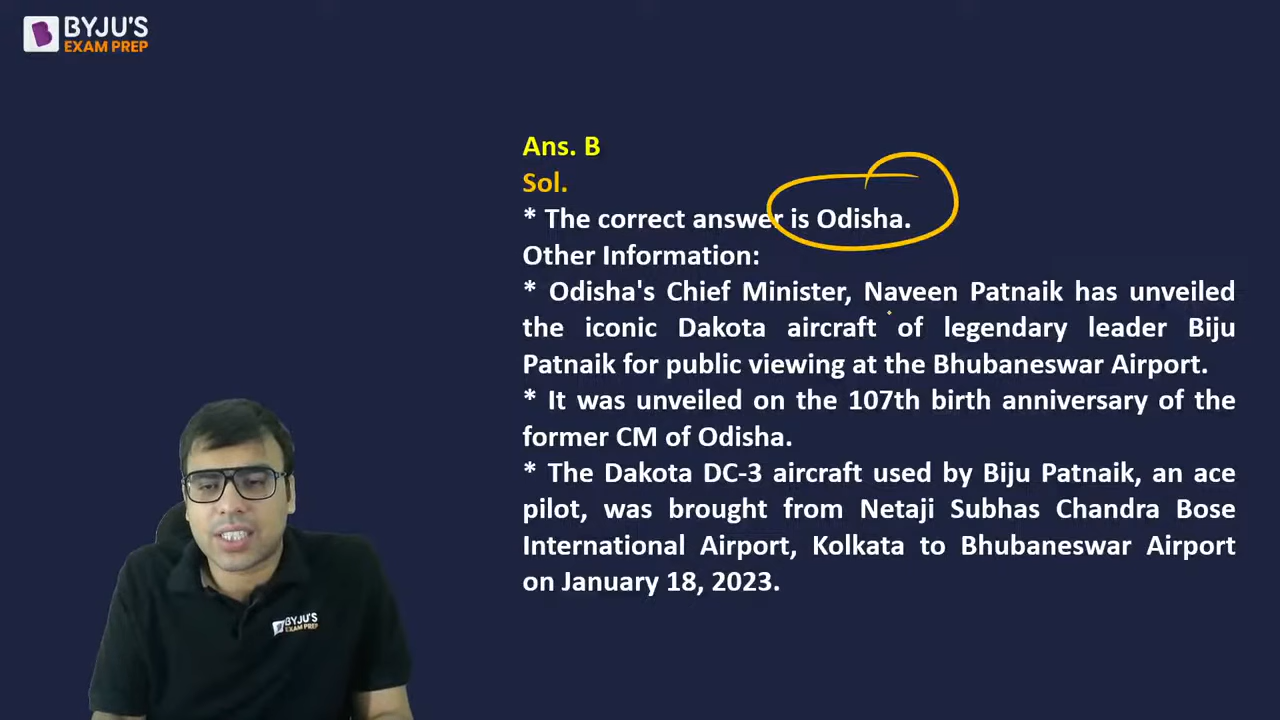 BYJU'S
EXAM PREP
Ans. B
Sol.
* The correct answer is Odisha.
Other Information:
* Odisha's Chief Minister, Naveen Patnaik has unveiled
the iconic Dakota aircraft of legendary leader Biju
Patnaik for public viewing at the Bhubaneswar Airport.
* It was unveiled on the 107th birth anniversary of the
former CM of Odisha.
* The Dakota DC-3 aircraft used by Biju Patnaik, an ace
pilot, was brought from Netaji Subhas Chandra Bose
International Airport, Kolkata to Bhubaneswar Airport
on January 18, 2023.
BYJU'S
EXAM PREP